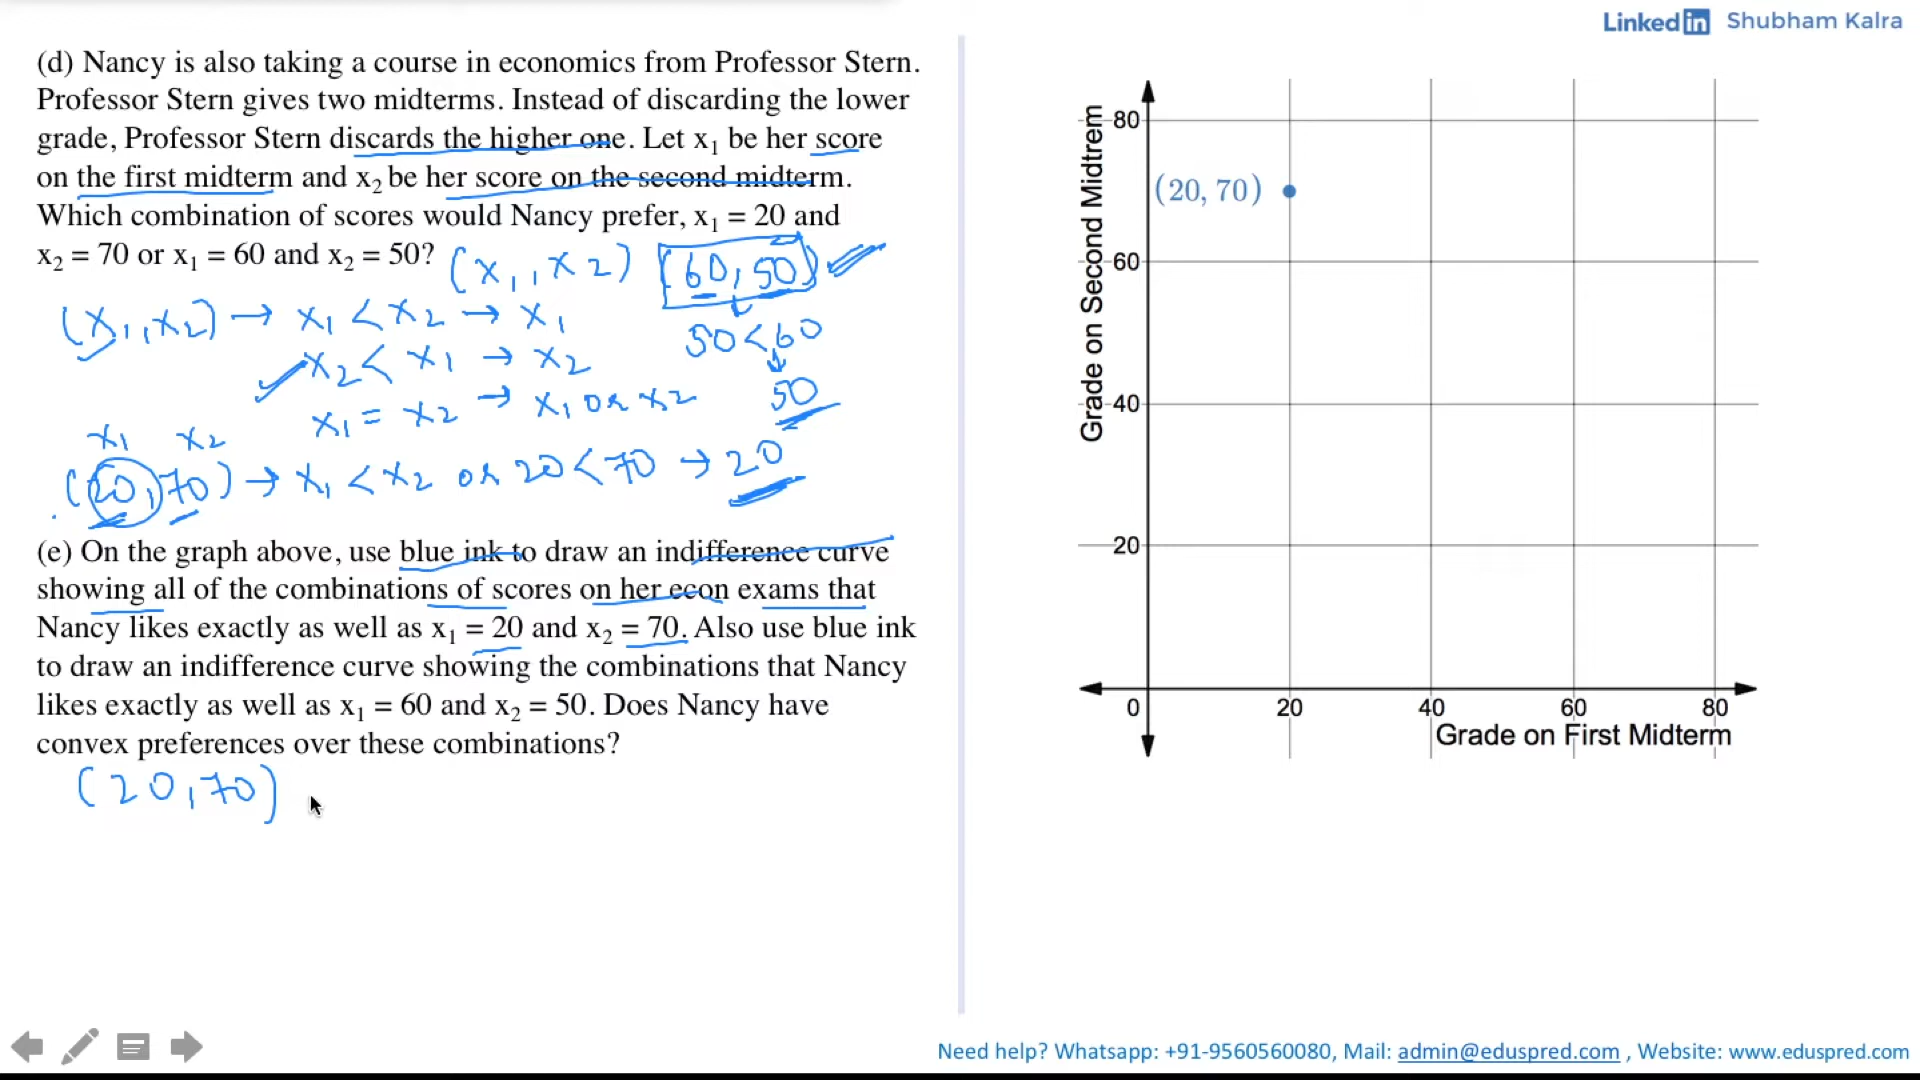 Linked in Shubham Kalra
(d) Nancy is also taking a course in economics from Professor Stern.
Professor Stern gives two midterms. Instead of discarding the lower
grade, Professor Stern discards the higher one. Let x₁ be her score
on the first midterm and x₂ be her score on the second midterm.
Which combination of scores would Nancy prefer, x₁ = 20 and
x₂ = 70 or x₁ = 60 and x₂ = 50?
(x₁, x₂) (60, 50)
(x₁, x₂) → x₁ < x₂ → x₁
50 < 60
x₂ < x₁ → x₂
50
x₁ = x₂ → x₁ or x₂
x₁ x₂
(20, 70) → x₁ < x₂ or 20 < 70 → 20
(e) On the graph above, use blue ink to draw an indifference curve
showing all of the combinations of scores on her econ exams that
Nancy likes exactly as well as x₁ = 20 and x₂ = 70. Also use blue ink
to draw an indifference curve showing the combinations that Nancy
likes exactly as well as x₁ = 60 and x₂ = 50. Does Nancy have
convex preferences over these combinations?
(20, 70)
Grade on Second Midtrem
80
(20, 70)
60
40
20
0 20 40 60 80
Grade on First Midterm
Need help? Whatsapp: +91-9560560080, Mail: admin@eduspred.com , Website: www.eduspred.com